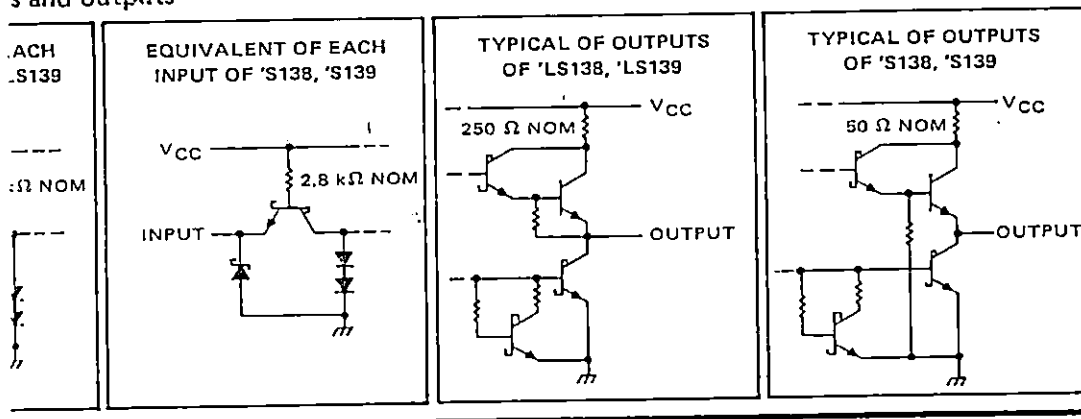 s and outputs
ACH
LS139
Ω NOM
EQUIVALENT OF EACH
INPUT OF 'S138, 'S139
VCC
2.8 kΩ NOM
INPUT
TYPICAL OF OUTPUTS
OF 'LS138, 'LS139
VCC
250 Ω NOM
OUTPUT
TYPICAL OF OUTPUTS
OF 'S138, 'S139
VCC
50 Ω NOM
OUTPUT